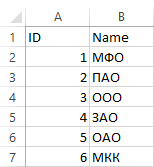 A B
1 ID Name
2 1 МФО
3 2 ПАО
4 3 ООО
5 4 ЗАО
6 5 ОАО
7 6 МКК